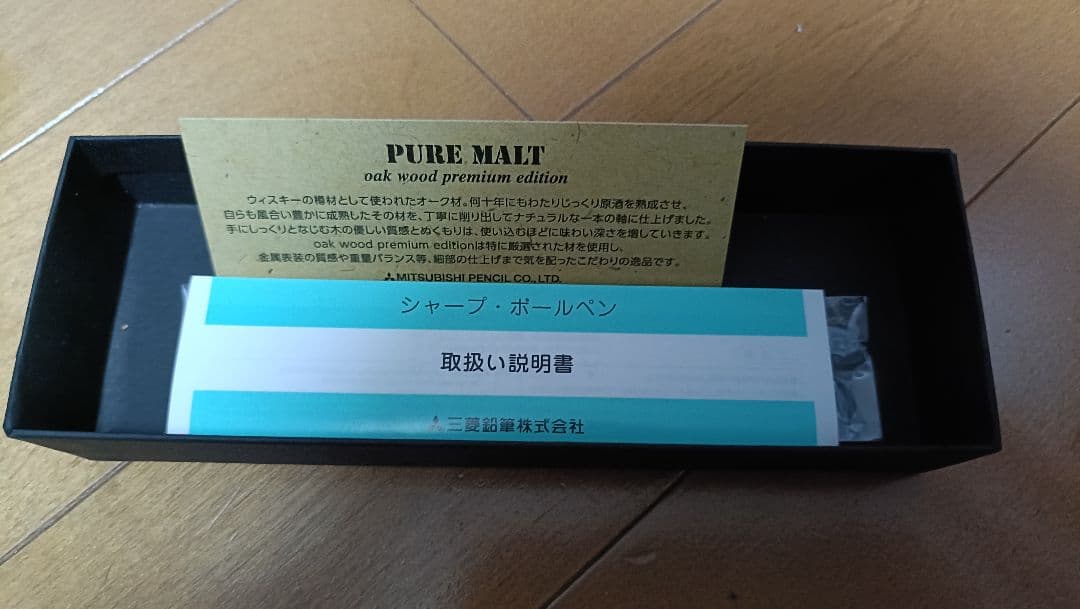 PURE MALT
oak wood premium edition
ウィスキーの樽材として使われたオーク材。何十年にもわたりじっくり原酒を熟成させ、
自らも風合い豊かに成熟したその材を、丁寧に削り出してナチュラルな一本の軸に仕上げました。
手にしっくりとなじむ木の優しい質感とぬくもりは、使い込むほどに味わい深さを増していきます。
oak wood premium editionは特に厳選された材を使用し、
金属表装の質感や重量バランス等、細部の仕上げまで気を配ったこだわりの逸品です。
MITSUBISHI PENCIL CO., LTD.
シャープ・ボールペン
取扱い説明書
三菱鉛筆株式会社